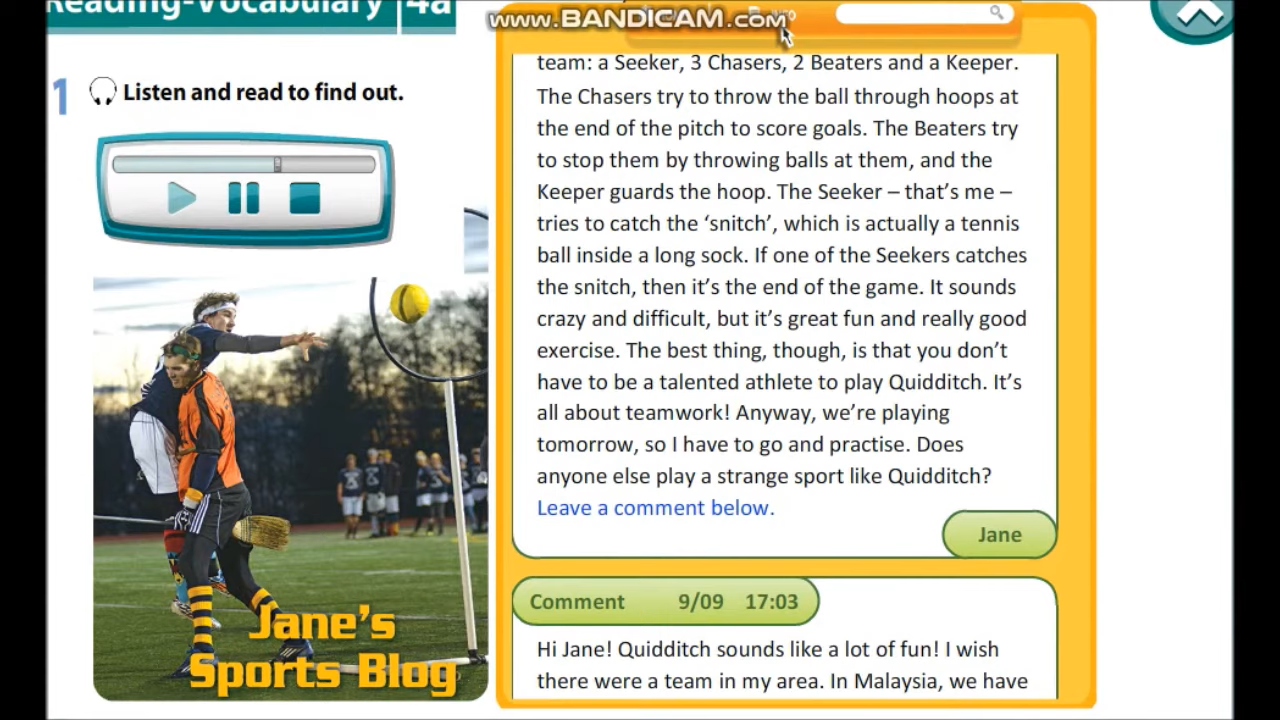 Reading-Vocabulary 4a
www.BANDICAM.com
1 Listen and read to find out.
team: a Seeker, 3 Chasers, 2 Beaters and a Keeper.
The Chasers try to throw the ball through hoops at
the end of the pitch to score goals. The Beaters try
to stop them by throwing balls at them, and the
Keeper guards the hoop. The Seeker – that's me –
tries to catch the ‘snitch’, which is actually a tennis
ball inside a long sock. If one of the Seekers catches
the snitch, then it's the end of the game. It sounds
crazy and difficult, but it's great fun and really good
exercise. The best thing, though, is that you don't
have to be a talented athlete to play Quidditch. It's
all about teamwork! Anyway, we're playing
tomorrow, so I have to go and practise. Does
anyone else play a strange sport like Quidditch?
Leave a comment below.
Jane
Comment 9/09 17:03
Hi Jane! Quidditch sounds like a lot of fun! I wish
there were a team in my area. In Malaysia, we have
Jane's
Sports Blog